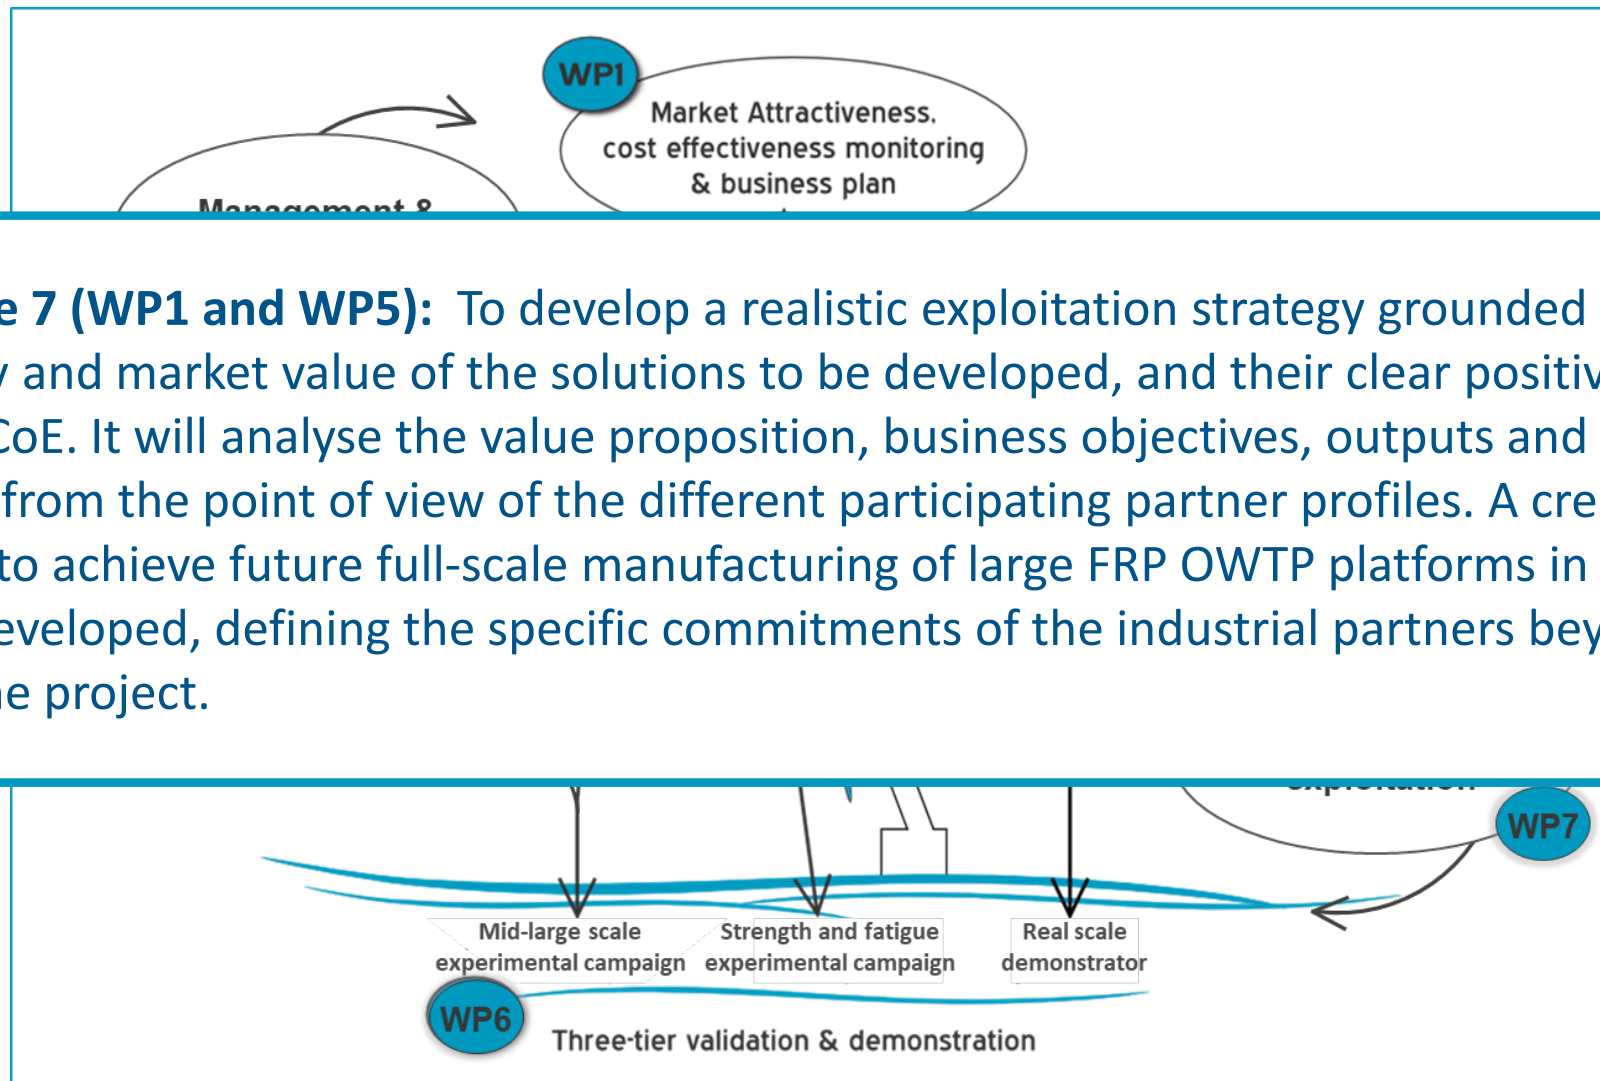 WP1
Market Attractiveness,
cost effectiveness monitoring
& business plan
Management &
e 7 (WP1 and WP5): To develop a realistic exploitation strategy grounded
y and market value of the solutions to be developed, and their clear positiv
CoE. It will analyse the value proposition, business objectives, outputs and
from the point of view of the different participating partner profiles. A cre
to achieve future full-scale manufacturing of large FRP OWTP platforms in
eveloped, defining the specific commitments of the industrial partners bey
e project.
exploitation
WP7
Mid-large scale
experimental campaign
Strength and fatigue
experimental campaign
Real scale
demonstrator
WP6
Three-tier validation & demonstration